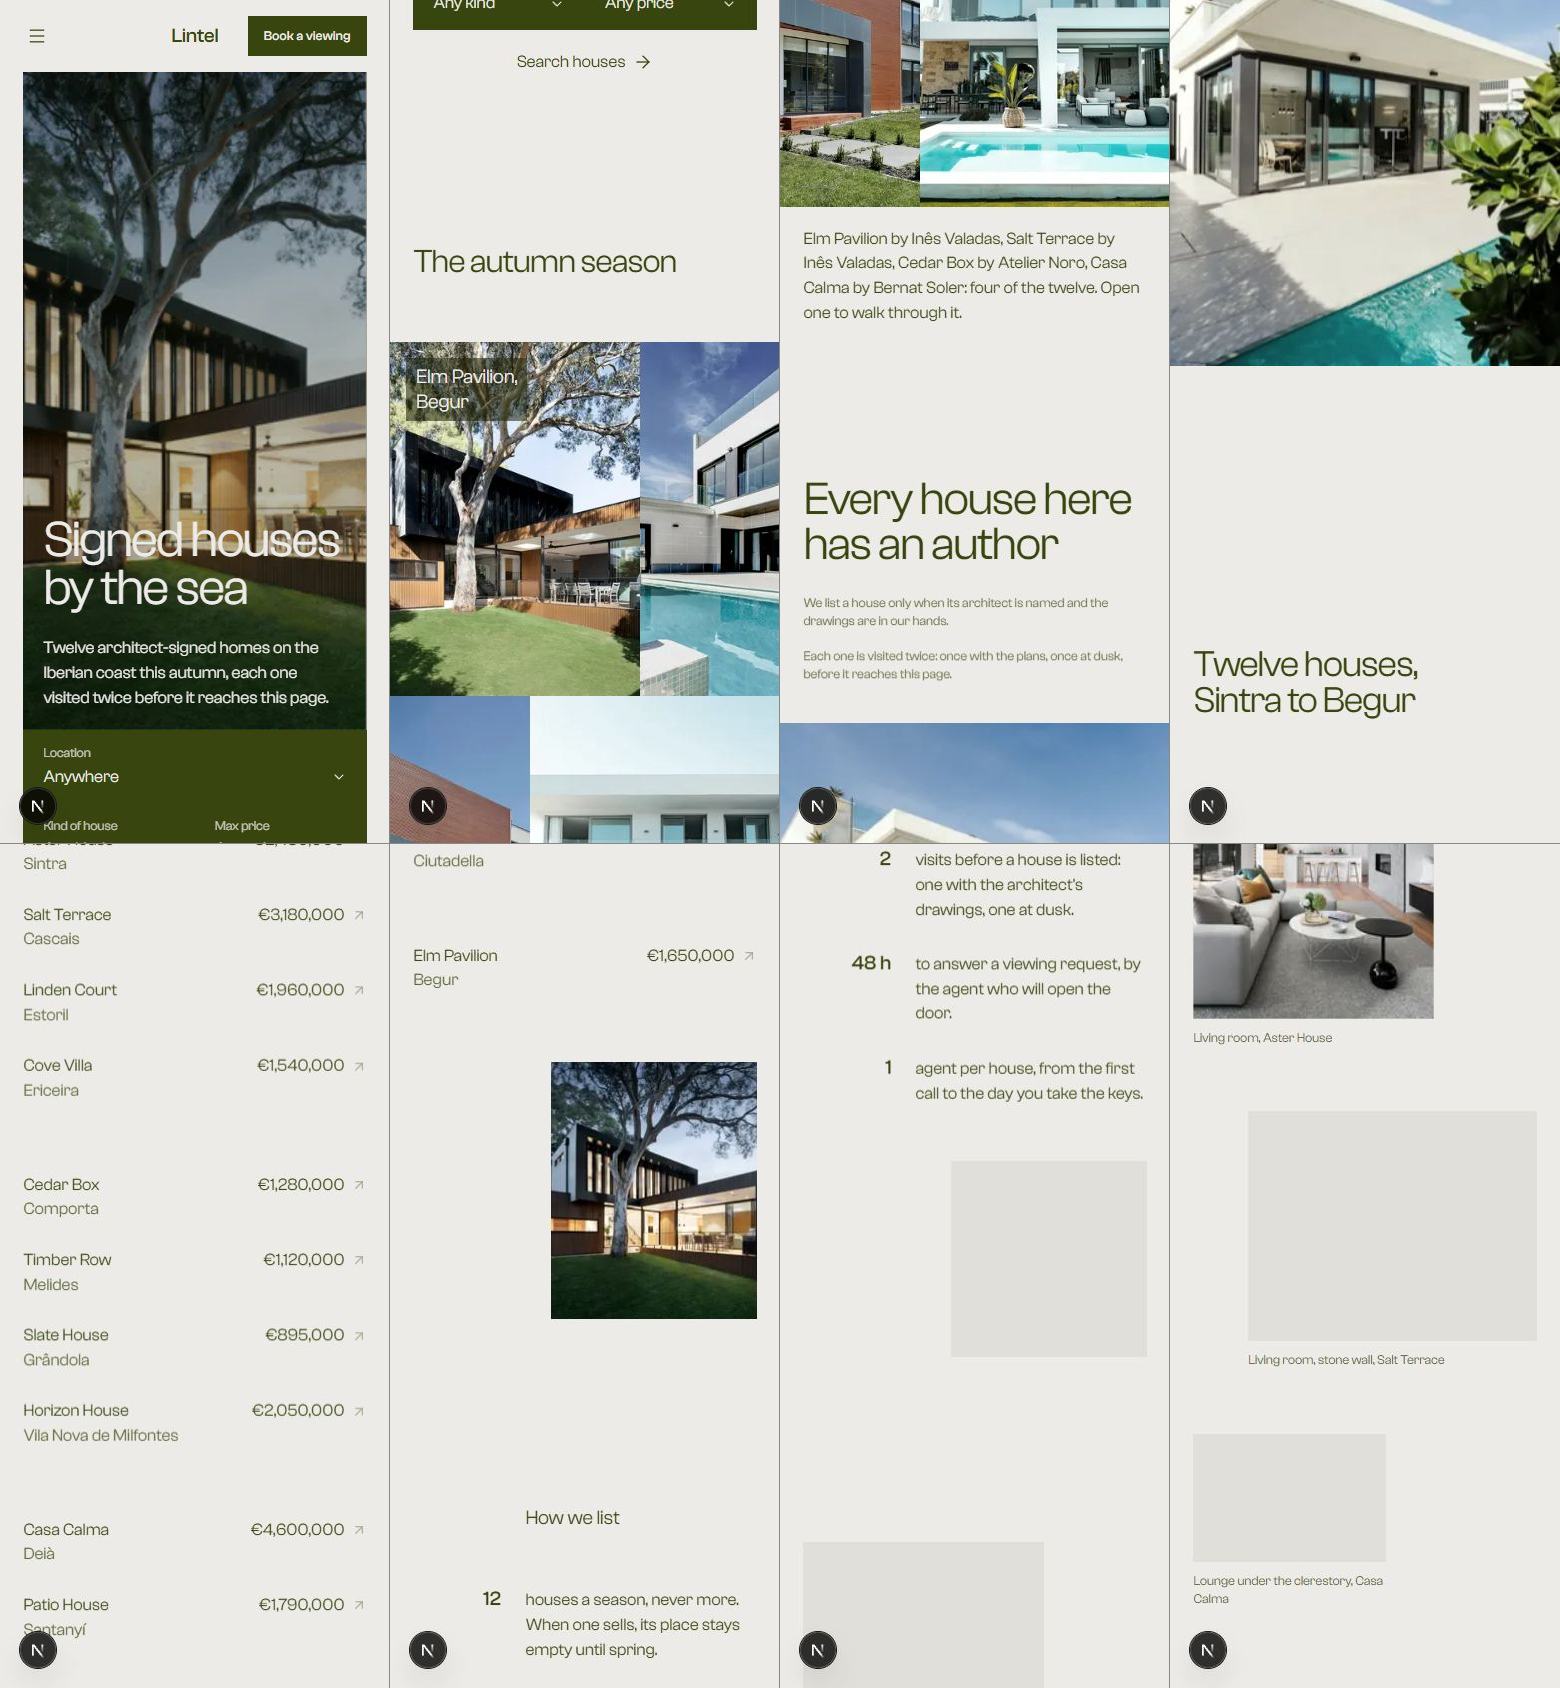 Lintel
Book a viewing
Signed houses
by the sea
Twelve architect-signed homes on the
Iberian coast this autumn, each one
visited twice before it reaches this page.
Location
Anywhere
Kind of house
Max price
Any kind
Any price
Search houses
The autumn season
Elm Pavilion,
Begur
Elm Pavilion by Inês Valadas, Salt Terrace by
Inês Valadas, Cedar Box by Atelier Noro, Casa
Calma by Bernat Soler: four of the twelve. Open
one to walk through it.
Every house here
has an author
We list a house only when its architect is named and the
drawings are in our hands.
Each one is visited twice: once with the plans, once at dusk,
before it reaches this page.
Twelve houses,
Sintra to Begur
Sintra
Salt Terrace €3,180,000
Cascais
Linden Court €1,960,000
Estoril
Cove Villa €1,540,000
Ericeira
Cedar Box €1,280,000
Comporta
Timber Row €1,120,000
Melides
Slate House €895,000
Grândola
Horizon House €2,050,000
Vila Nova de Milfontes
Casa Calma €4,600,000
Deià
Patio House €1,790,000
Santanyí
Ciutadella
Elm Pavilion €1,650,000
Begur
How we list
12 houses a season, never more.
When one sells, its place stays
empty until spring.
2 visits before a house is listed:
one with the architect's
drawings, one at dusk.
48 h to answer a viewing request, by
the agent who will open the
door.
1 agent per house, from the first
call to the day you take the keys.
Living room, Aster House
Living room, stone wall, Salt Terrace
Lounge under the clerestory, Casa
Calma
N
N
N
N
N
N
N
N